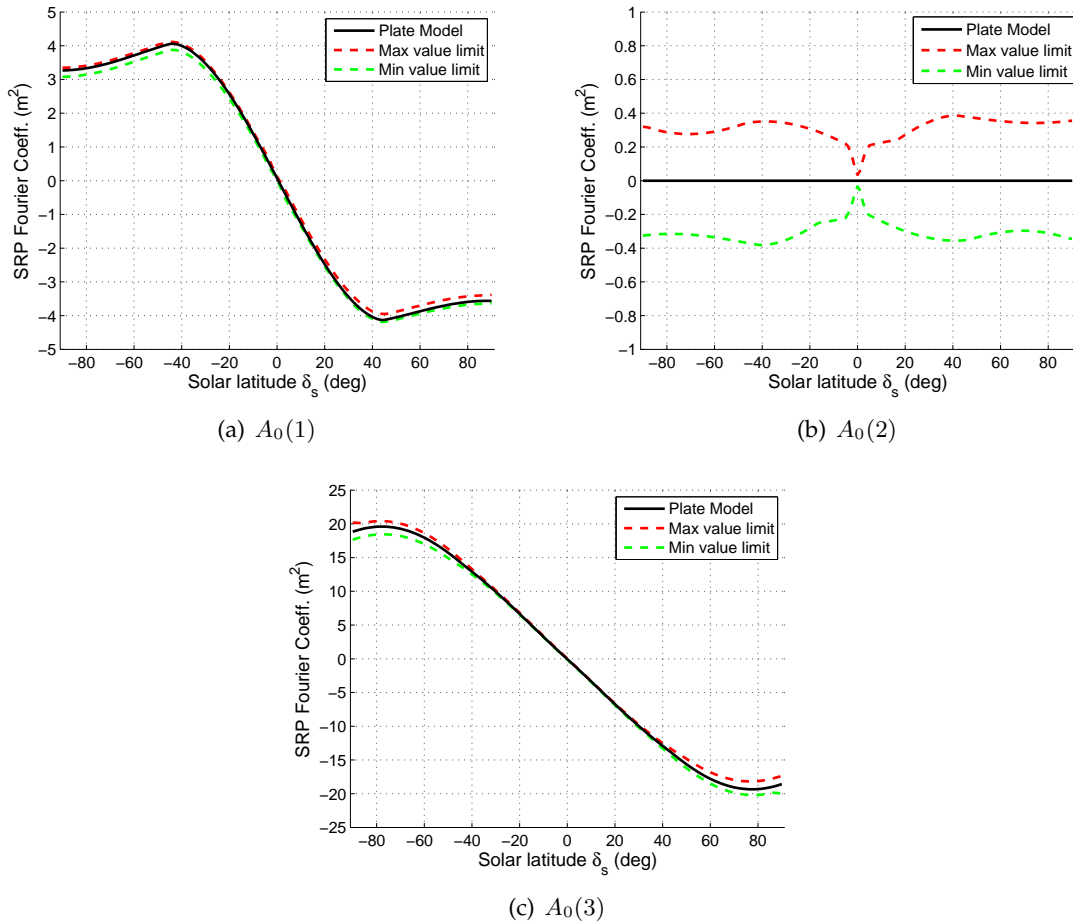 5
4
3
2
1
0
−1
−2
−3
−4
−5
SRP Fourier Coeff. (m²)
−80 −60 −40 −20 0 20 40 60 80
Solar latitude δₛ (deg)
Plate Model
Max value limit
Min value limit
(a) A₀(1)
1
0.8
0.6
0.4
0.2
0
−0.2
−0.4
−0.6
−0.8
−1
SRP Fourier Coeff. (m²)
−80 −60 −40 −20 0 20 40 60 80
Solar latitude δₛ (deg)
Plate Model
Max value limit
Min value limit
(b) A₀(2)
25
20
15
10
5
0
−5
−10
−15
−20
−25
SRP Fourier Coeff. (m²)
−80 −60 −40 −20 0 20 40 60 80
Solar latitude δₛ (deg)
Plate Model
Max value limit
Min value limit
(c) A₀(3)